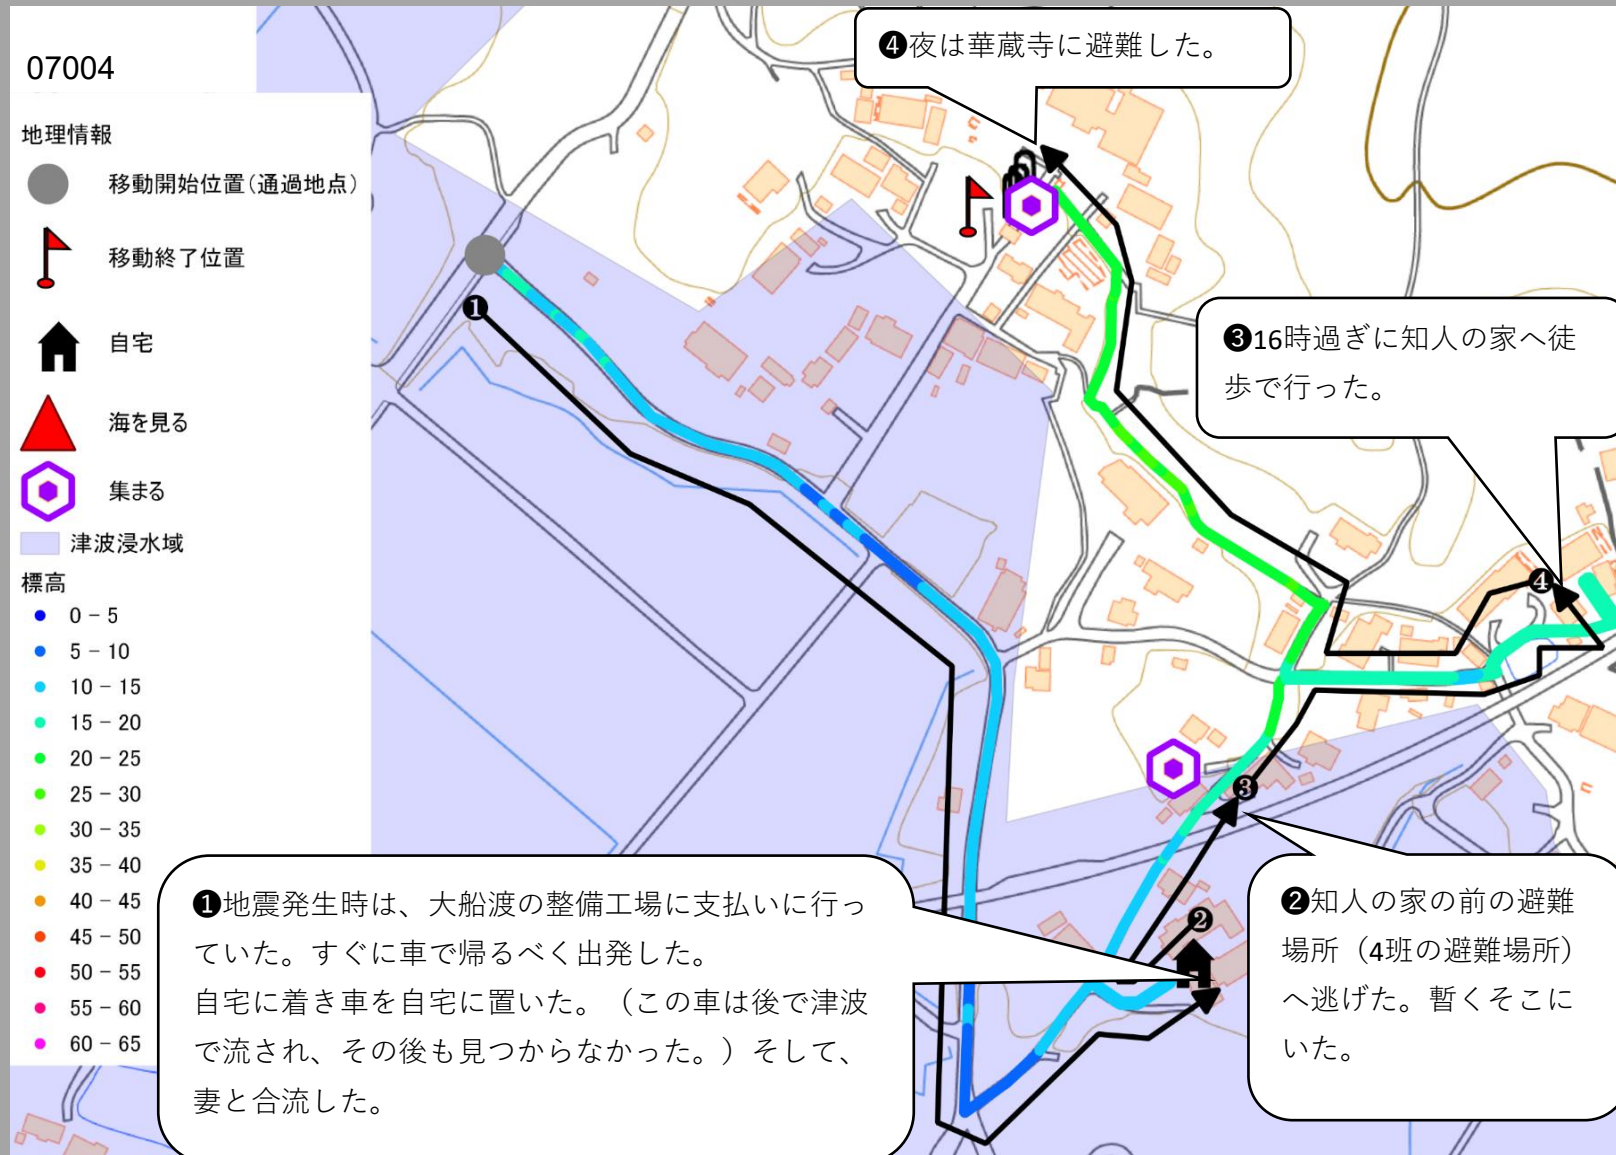 07004
地理情報
移動開始位置(通過地点)
移動終了位置
自宅
海を見る
集まる
津波浸水域
標高
0 – 5
5 – 10
10 – 15
15 – 20
20 – 25
25 – 30
30 – 35
35 – 40
40 – 45
45 – 50
50 – 55
55 – 60
60 – 65
❹夜は華蔵寺に避難した。
❸16時過ぎに知人の家へ徒
歩で行った。
❶
❹
❸
❷
❷知人の家の前の避難
場所（4班の避難場所）
へ逃げた。暫くそこに
いた。
❶地震発生時は、大船渡の整備工場に支払いに行っ
ていた。すぐに車で帰るべく出発した。
自宅に着き車を自宅に置いた。（この車は後で津波
で流され、その後も見つからなかった。）そして、
妻と合流した。